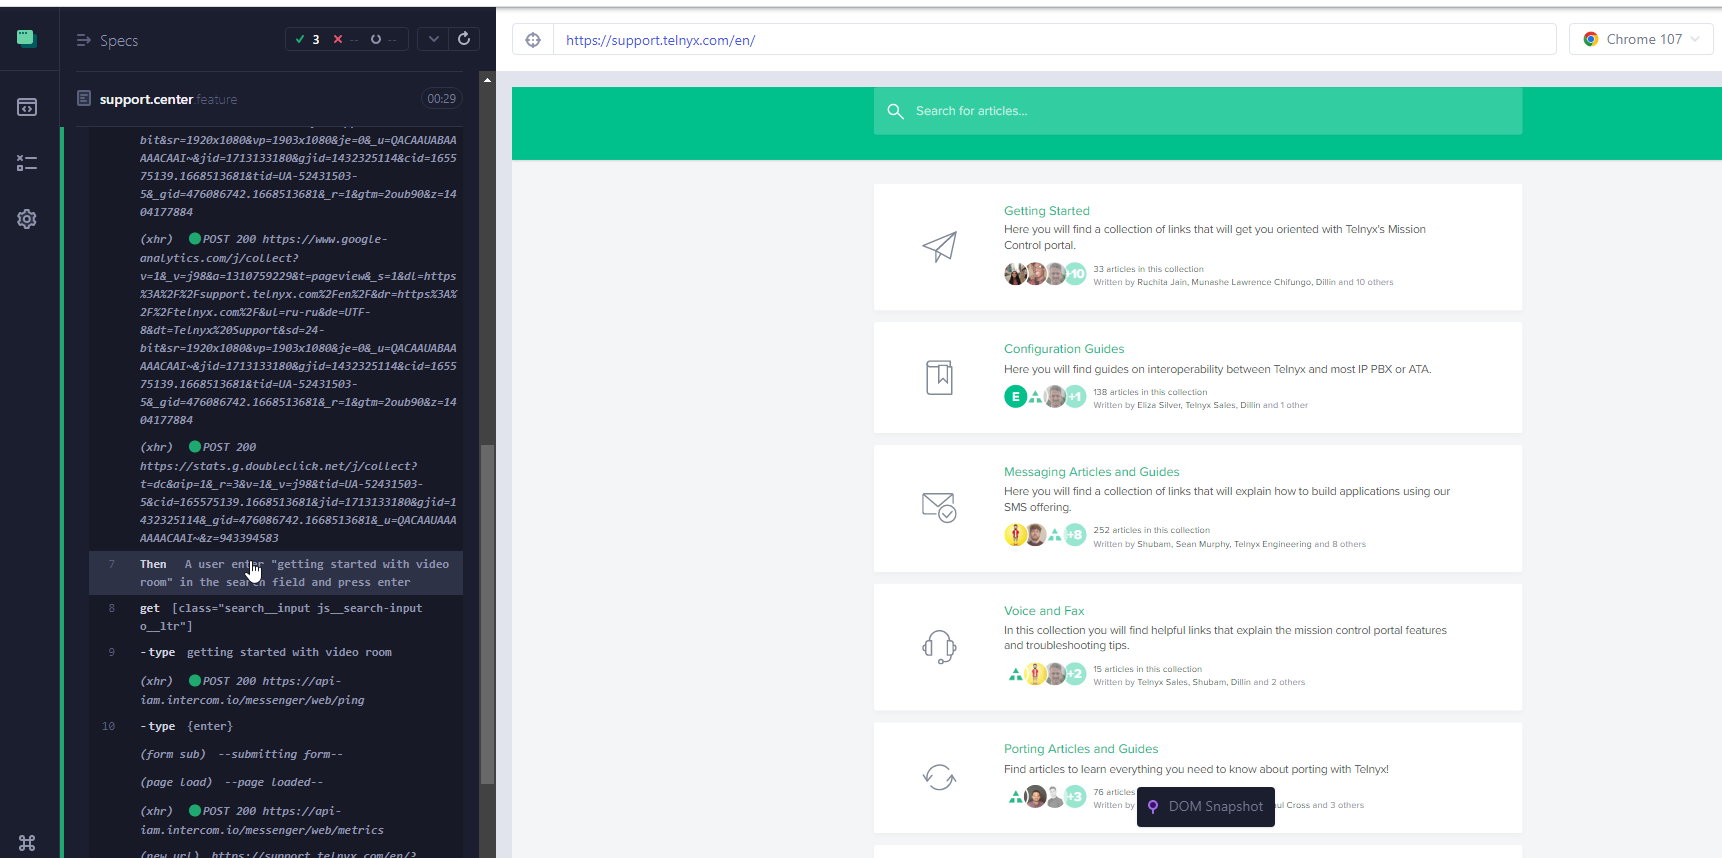 Specs
3 -- --
support.center feature
00:29
bit&sr=1920x1080&vp=1903x1080&je=0&_u=QACAAUABAA
AAAACAAI~&jid=1713133180&gjid=1432325114&cid=1655
75139.1668513681&tid=UA-52431503-
5&_gid=476086742.1668513681&_r=1&gtm=2oub90&z=14
04177884
(xhr) POST 200 https://www.google-
analytics.com/j/collect?
v=1&_v=j98&a=1310759229&t=pageview&_s=1&dl=https
%3A%2F%2Fsupport.telnyx.com%2Fen%2F&dr=https%3A%
2F%2Ftelnyx.com%2F&ul=ru-ru&de=UTF-
8&dt=Telnyx%20Support&sd=24-
bit&sr=1920x1080&vp=1903x1080&je=0&_u=QACAAUABAA
AAAACAAI~&jid=1713133180&gjid=1432325114&cid=1655
75139.1668513681&tid=UA-52431503-
5&_gid=476086742.1668513681&_r=1&gtm=2oub90&z=14
04177884
(xhr) POST 200
https://stats.g.doubleclick.net/j/collect?
t=dc&aip=1&_r=3&v=1&_v=j98&tid=UA-52431503-
5&cid=165575139.1668513681&jid=1713133180&gjid=1
432325114&_gid=476086742.1668513681&_u=QACAAUAAA
AAAACAAI~&z=943394583
7 Then A user enter "getting started with video
room" in the search field and press enter
8 get [class="search__input js__search-input
o__ltr"]
9 -type getting started with video room
(xhr) POST 200 https://api-
iam.intercom.io/messenger/web/ping
10 -type {enter}
(form sub) --submitting form--
(page load) --page loaded--
(xhr) POST 200 https://api-
iam.intercom.io/messenger/web/metrics
(new url) https://support.telnyx.com/en/?
https://support.telnyx.com/en/
Chrome 107
Search for articles...
Getting Started
Here you will find a collection of links that will get you oriented with Telnyx's Mission
Control portal.
+10
33 articles in this collection
Written by Ruchita Jain, Munashe Lawrence Chifungo, Dillin and 10 others
Configuration Guides
Here you will find guides on interoperability between Telnyx and most IP PBX or ATA.
E +1
138 articles in this collection
Written by Eliza Silver, Telnyx Sales, Dillin and 1 other
Messaging Articles and Guides
Here you will find a collection of links that will explain how to build applications using our
SMS offering.
+8
252 articles in this collection
Written by Shubam, Sean Murphy, Telnyx Engineering and 8 others
Voice and Fax
In this collection you will find helpful links that explain the mission control portal features
and troubleshooting tips.
+2
15 articles in this collection
Written by Telnyx Sales, Shubam, Dillin and 2 others
Porting Articles and Guides
Find articles to learn everything you need to know about porting with Telnyx!
+3
76 articles
Written by
ul Cross and 3 others
DOM Snapshot